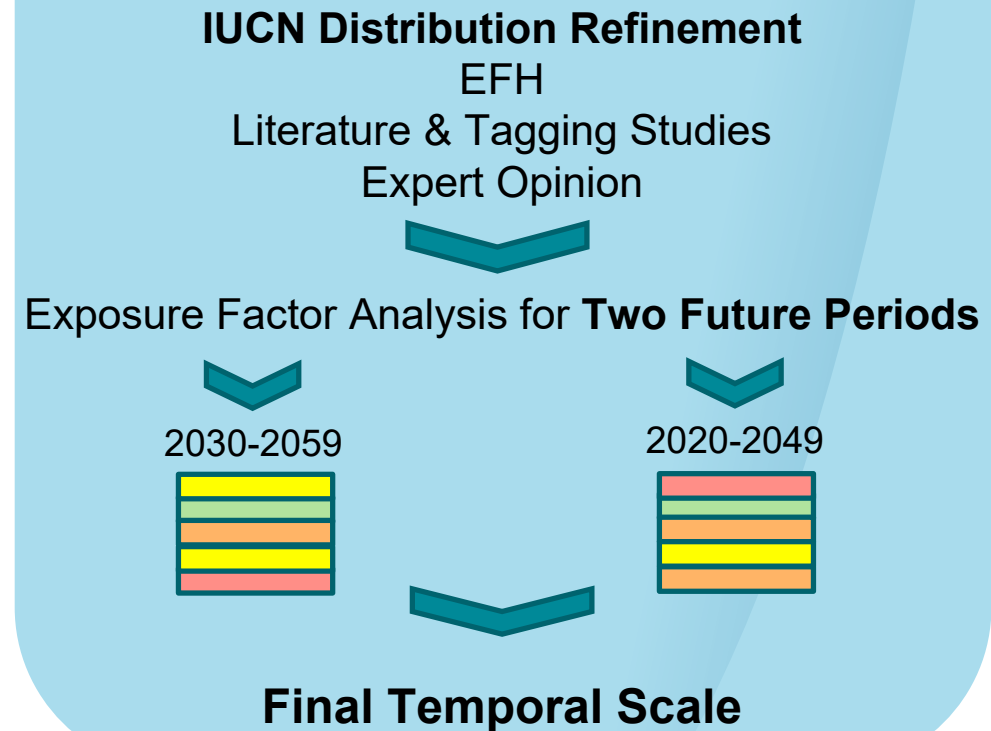 IUCN Distribution Refinement
EFH
Literature & Tagging Studies
Expert Opinion
Exposure Factor Analysis for Two Future Periods
2030-2059
2020-2049
Final Temporal Scale